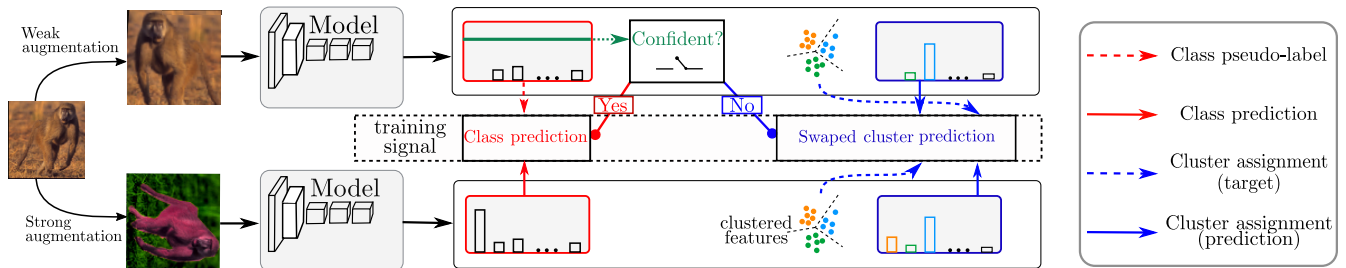 Weak
augmentation
Model
Confident?
Yes
No
training
signal
Class prediction
Swaped cluster prediction
Strong
augmentation
Model
clustered
features
Class pseudo-label
Class prediction
Cluster assignment
(target)
Cluster assignment
(prediction)